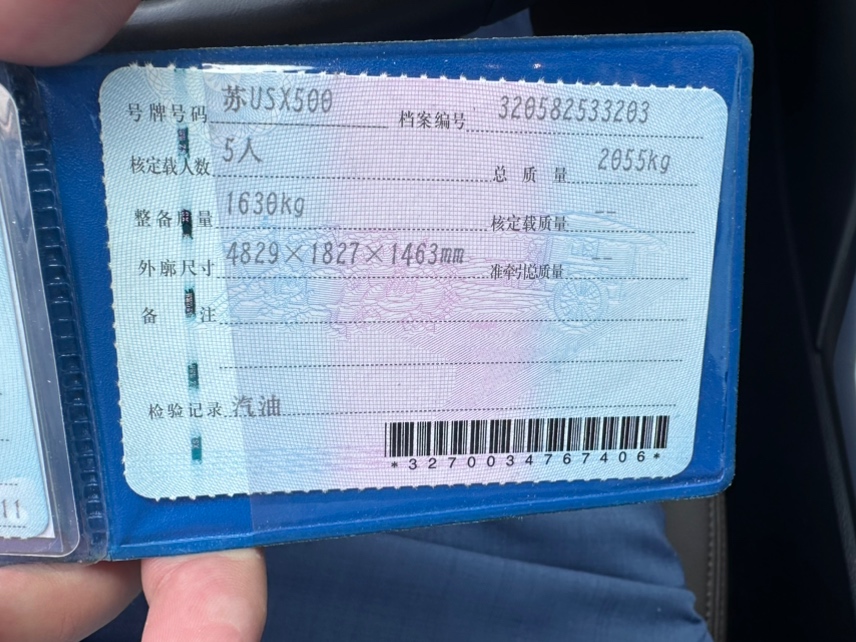 号牌号码 苏USX500 档案编号 320582533203
核定载人数 5人 总质量 2055kg
整备质量 1630kg 核定载质量 --
外廓尺寸 4829×1827×1463mm 准牵引总质量 --
备注
检验记录 汽油
*3270034767406*
11